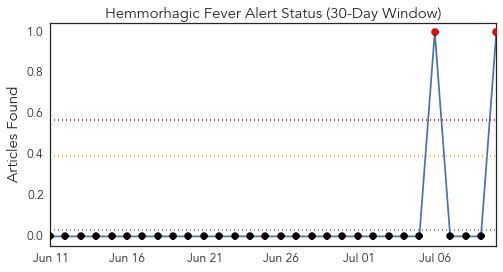 Hemmorhagic Fever Alert Status (30-Day Window)
Articles Found
1.0
0.8
0.6
0.4
0.2
0.0
Jun 11 Jun 16 Jun 21 Jun 26 Jul 01 Jul 06